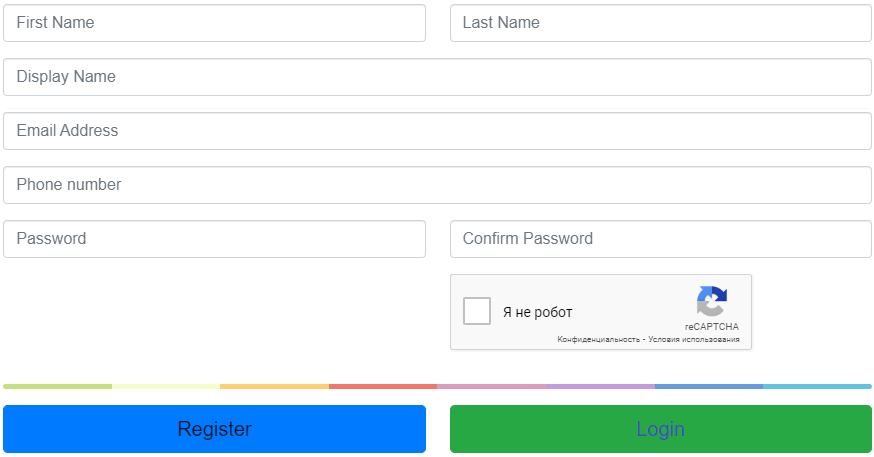 First Name
Last Name
Display Name
Email Address
Phone number
Password
Confirm Password
Я не робот
reCAPTCHA
Конфиденциальность - Условия использования
Register
Login